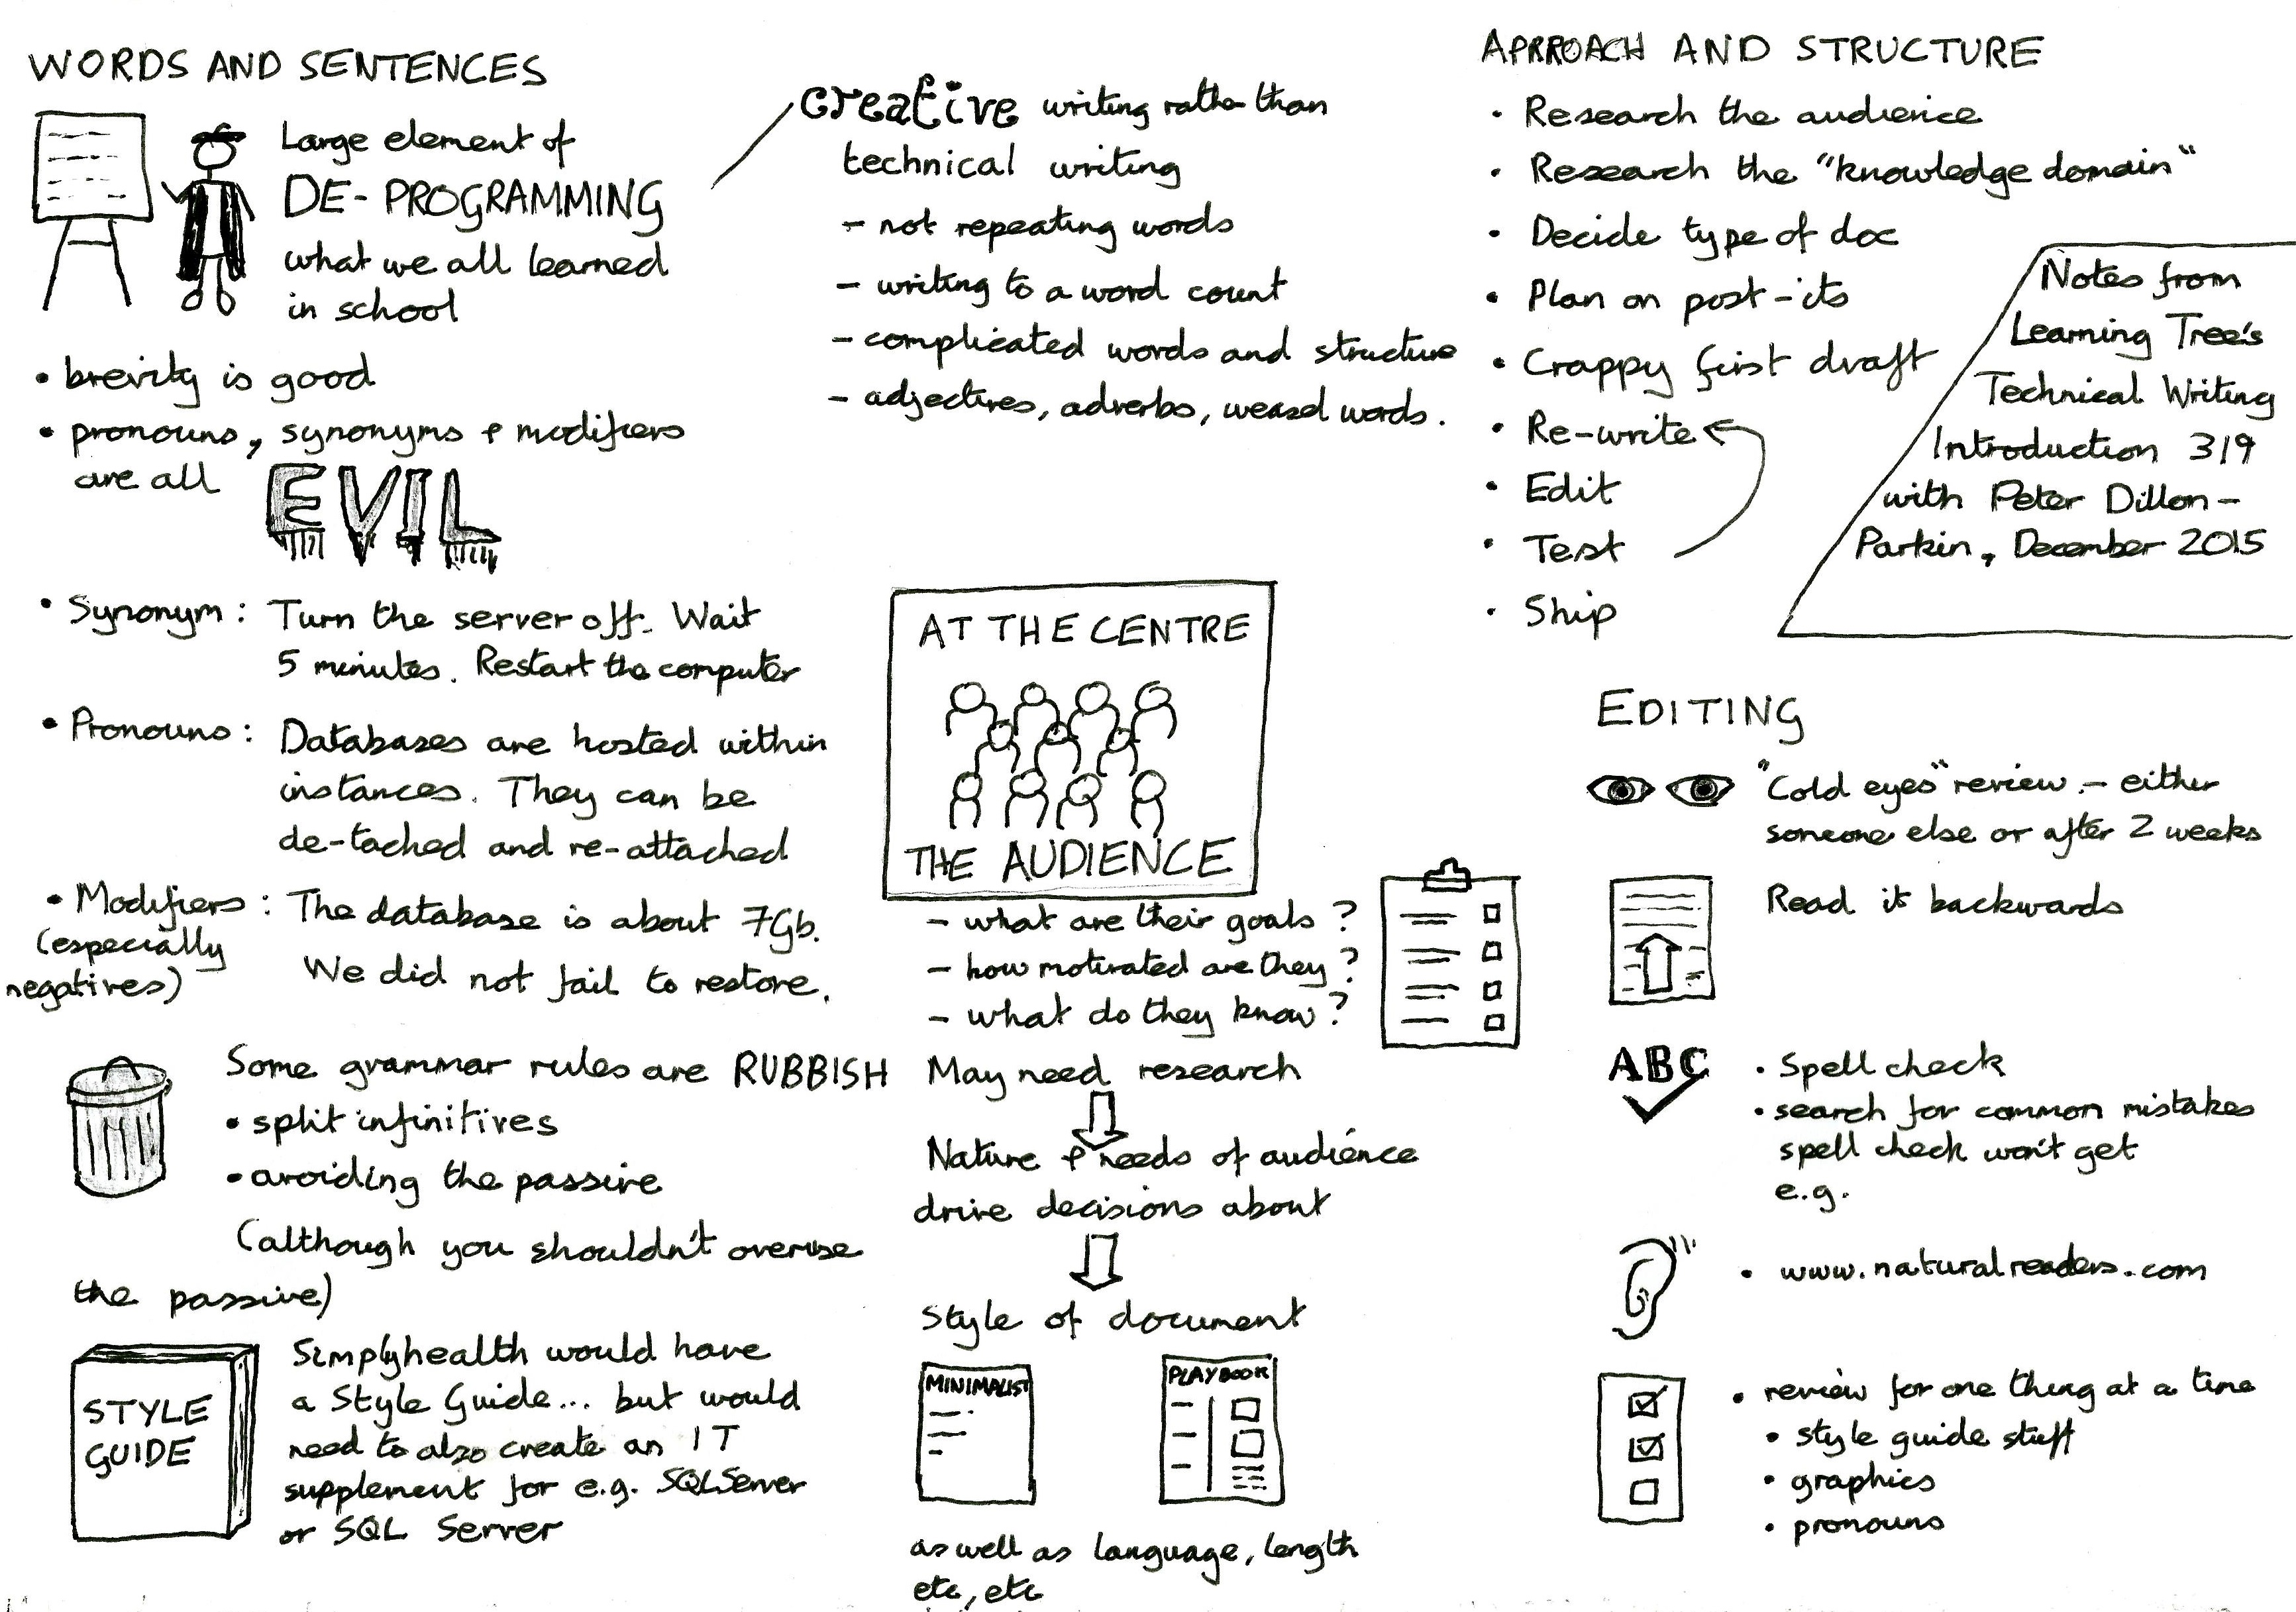 WORDS AND SENTENCES
Large element of
DE-PROGRAMMING
what we all learned
in school
• brevity is good
• pronouns, synonyms & modifiers
are all EVIL
• Synonym: Turn the server off. Wait
5 minutes. Restart the computer
• Pronouns: Databases are hosted within
instances. They can be
de-tached and re-attached
• Modifiers: The database is about 7Gb.
(especially
negatives)
We did not fail to restore.
Some grammar rules are RUBBISH
• split infinitives
• avoiding the passive
(although you shouldn't overuse
the passive)
STYLE
GUIDE
Simplyhealth would have
a Style Guide... but would
need to also create an IT
supplement for e.g. SQLServer
or SQL Server
creative writing rather than
technical writing
- not repeating words
- writing to a word count
- complicated words and structure
- adjectives, adverbs, weasel words.
AT THE CENTRE
THE AUDIENCE
- what are their goals?
- how motivated are they?
- what do they know?
May need research
Nature & needs of audience
drive decisions about
Style of document
MINIMALIST
PLAYBOOK
as well as language, length
etc, etc
APRROACH AND STRUCTURE
• Research the audience
• Research the "knowledge domain"
• Decide type of doc
• Plan on post-its
• Crappy first draft
• Re-write
• Edit
• Test
• Ship
Notes from
Learning Tree's
Technical Writing
Introduction 319
with Peter Dillon-
Parkin, December 2015
EDITING
"Cold eyes" review - either
someone else or after 2 weeks
Read it backwards
ABC
• Spell check
• search for common mistakes
spell check won't get
e.g.
• www.naturalreaders.com
• review for one thing at a time
• style guide stuff
• graphics
• pronouns